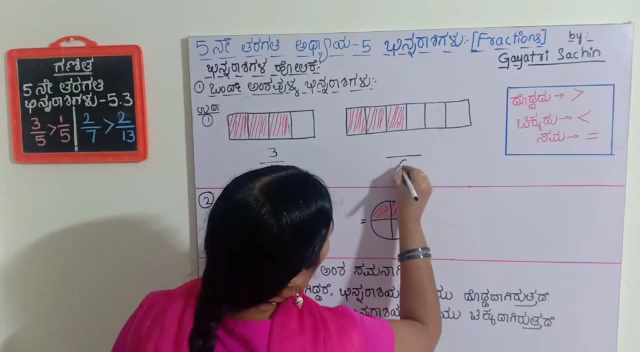 ಗಣಿತ
5 ನೇ ತರಗತಿ
ಭಿನ್ನರಾಶಿಗಳು-5.3
3/5 > 1/5
2/7 > 2/13
5 ನೇ ತರಗತಿ ಅಧ್ಯಾಯ-5 ಭಿನ್ನರಾಶಿಗಳು:-[Fractions]
by:-
Gayatri Sachin
ಭಿನ್ನರಾಶಿಗಳ ಹೋಲಿಕೆ:
① ಒಂದೇ ಅಂಶವುಳ್ಳ ಭಿನ್ನರಾಶಿಗಳು:-
①
3
ದೊಡ್ಡದು → >
ಚಿಕ್ಕದು → <
ಸಮ → =
②
=
ಅಂಶ
ಭಿನ್ನರಾಶಿಯ ದೊಡ್ಡದಾಗಿರುತ್ತದೆ
ಚಿಕ್ಕದಾಗಿರುತ್ತದೆ